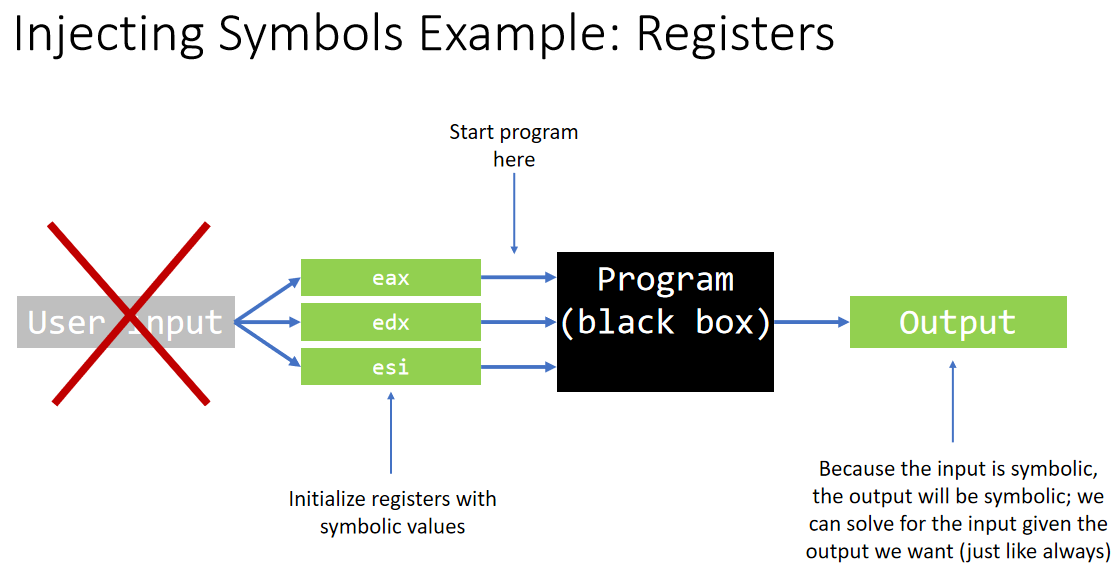 Injecting Symbols Example: Registers
Start program
here
User Input
eax
edx
esi
Program
(black box)
Output
Initialize registers with
symbolic values
Because the input is symbolic,
the output will be symbolic; we
can solve for the input given the
output we want (just like always)